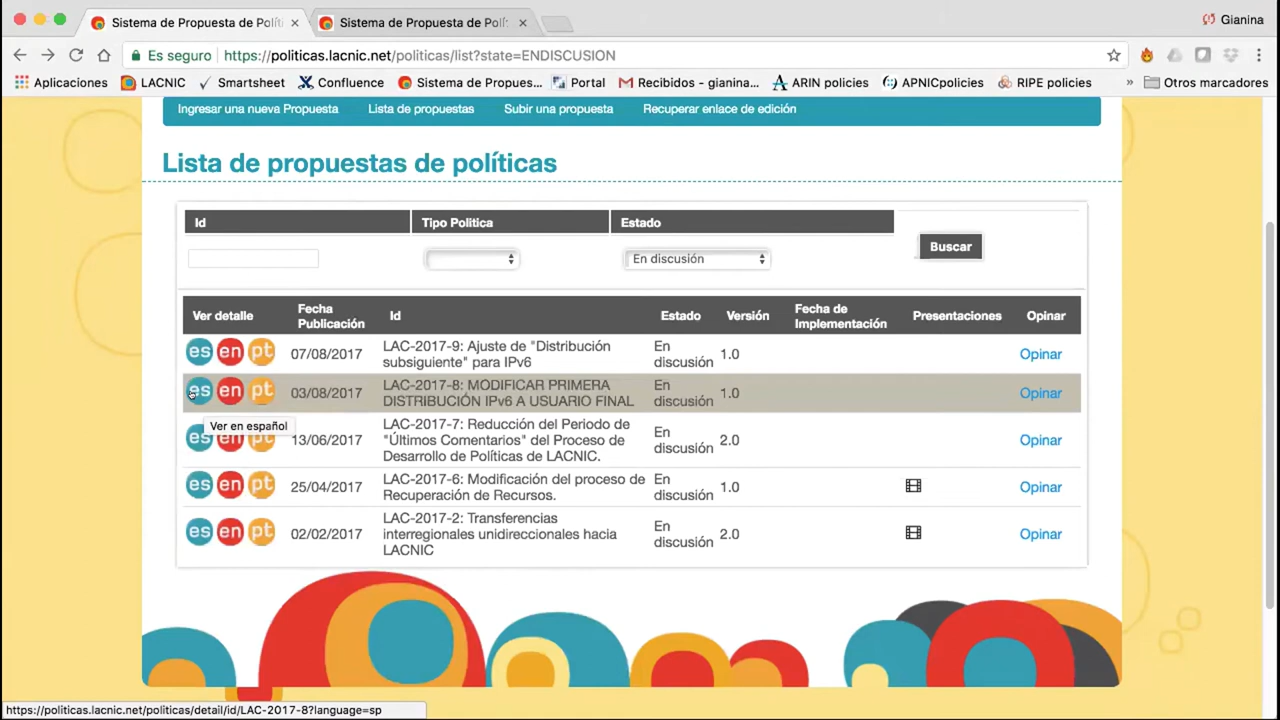 Sistema de Propuesta de Polít
Sistema de Propuesta de Polít
Gianina
Es seguro
https://politicas.lacnic.net/politicas/list?state=ENDISCUSION
Aplicaciones
LACNIC
Smartsheet
Confluence
Sistema de Propues...
Portal
Recibidos - gianina...
ARIN policies
APNICpolicies
RIPE policies
»
Otros marcadores
Ingresar una nueva Propuesta
Lista de propuestas
Subir una propuesta
Recuperar enlace de edición
Lista de propuestas de políticas
Id
Tipo Politica
Estado
En discusión
Buscar
Ver detalle
Fecha
Publicación
Id
Estado
Versión
Fecha de
Implementación
Presentaciones
Opinar
es en pt
07/08/2017
LAC-2017-9: Ajuste de "Distribución
subsiguiente" para IPv6
En
discusión
1.0
Opinar
es en pt
03/08/2017
LAC-2017-8: MODIFICAR PRIMERA
DISTRIBUCIÓN IPv6 A USUARIO FINAL
En
discusión
1.0
Opinar
Ver en español
es en pt
13/06/2017
LAC-2017-7: Reducción del Periodo de
"Últimos Comentarios" del Proceso de
Desarrollo de Políticas de LACNIC.
En
discusión
2.0
Opinar
es en pt
25/04/2017
LAC-2017-6: Modificación del proceso de
Recuperación de Recursos.
En
discusión
1.0
Opinar
es en pt
02/02/2017
LAC-2017-2: Transferencias
interregionales unidireccionales hacia
LACNIC
En
discusión
2.0
Opinar
https://politicas.lacnic.net/politicas/detail/id/LAC-2017-8?language=sp